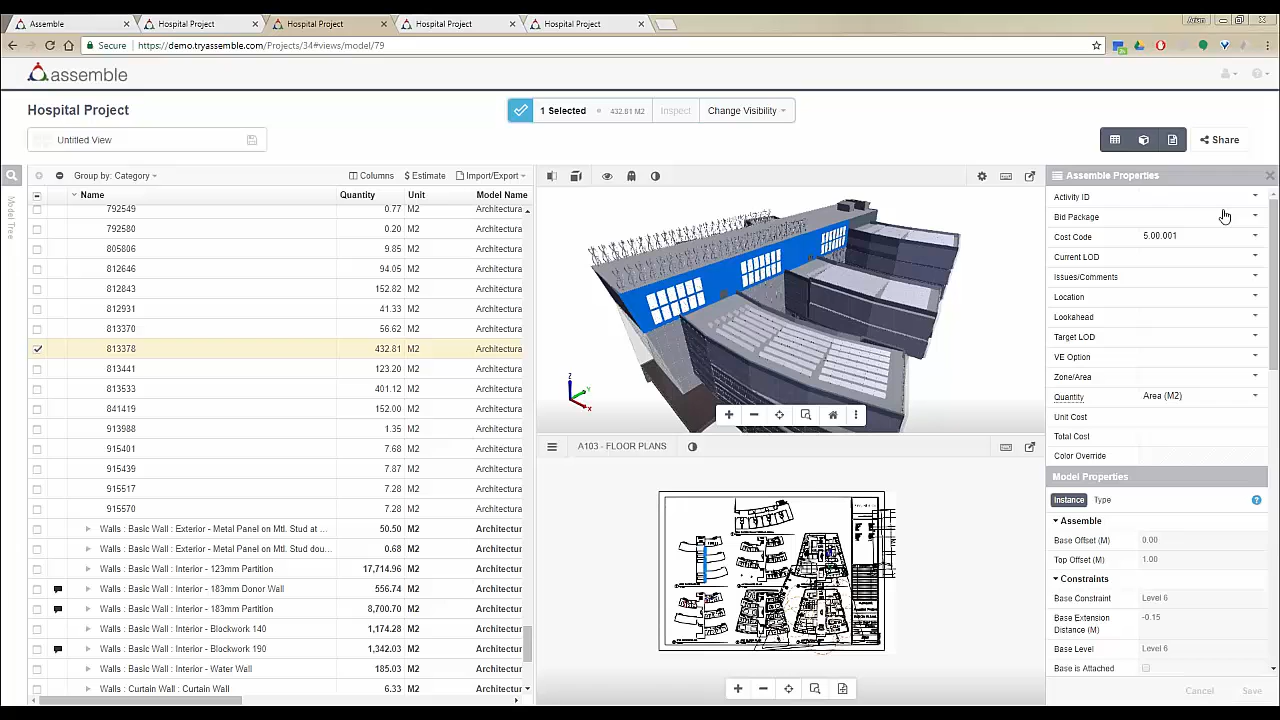 Assemble
Hospital Project
Hospital Project
Hospital Project
Hospital Project
Secure
https://demo.tryassemble.com/Projects/34#views/model/79
assemble
Hospital Project
1 Selected
432.81 M2
Inspect
Change Visibility
Untitled View
Share
Group by: Category
Columns
$ Estimate
Import/Export
Model Tree
Name Quantity Unit Model Name
792549 0.77 M2 Architectura
792580 0.20 M2 Architectura
805806 9.85 M2 Architectura
812646 94.05 M2 Architectura
812843 152.82 M2 Architectura
812931 41.33 M2 Architectura
813370 56.62 M2 Architectura
813378 432.81 M2 Architectura
813441 123.20 M2 Architectura
813533 401.12 M2 Architectura
841419 152.00 M2 Architectura
913988 1.35 M2 Architectura
915401 7.68 M2 Architectura
915439 7.87 M2 Architectura
915517 7.28 M2 Architectura
915570 7.28 M2 Architectura
Walls : Basic Wall : Exterior - Metal Panel on Mtl. Stud at ... 50.50 M2 Architectur
Walls : Basic Wall : Exterior - Metal Panel on Mtl. Stud dou... 0.68 M2 Architectur
Walls : Basic Wall : Interior - 123mm Partition 17,714.96 M2 Architectur
Walls : Basic Wall : Interior - 183mm Donor Wall 556.74 M2 Architectur
Walls : Basic Wall : Interior - 183mm Partition 8,700.70 M2 Architectur
Walls : Basic Wall : Interior - Blockwork 140 1,174.28 M2 Architectur
Walls : Basic Wall : Interior - Blockwork 190 1,342.03 M2 Architectur
Walls : Basic Wall : Interior - Water Wall 185.03 M2 Architectur
Walls : Curtain Wall : Curtain Wall 6.33 M2 Architectur
Z
Y
X
A103 - FLOOR PLANS
Assemble Properties
Activity ID
Bid Package
Cost Code 5.00.001
Current LOD
Issues/Comments
Location
Lookahead
Target LOD
VE Option
Zone/Area
Quantity Area (M2)
Unit Cost
Total Cost
Color Override
Model Properties
Instance Type
Assemble
Base Offset (M) 0.00
Top Offset (M) 1.00
Constraints
Base Constraint Level 6
Base Extension -0.15
Distance (M)
Base Level Level 6
Base is Attached
Cancel Save